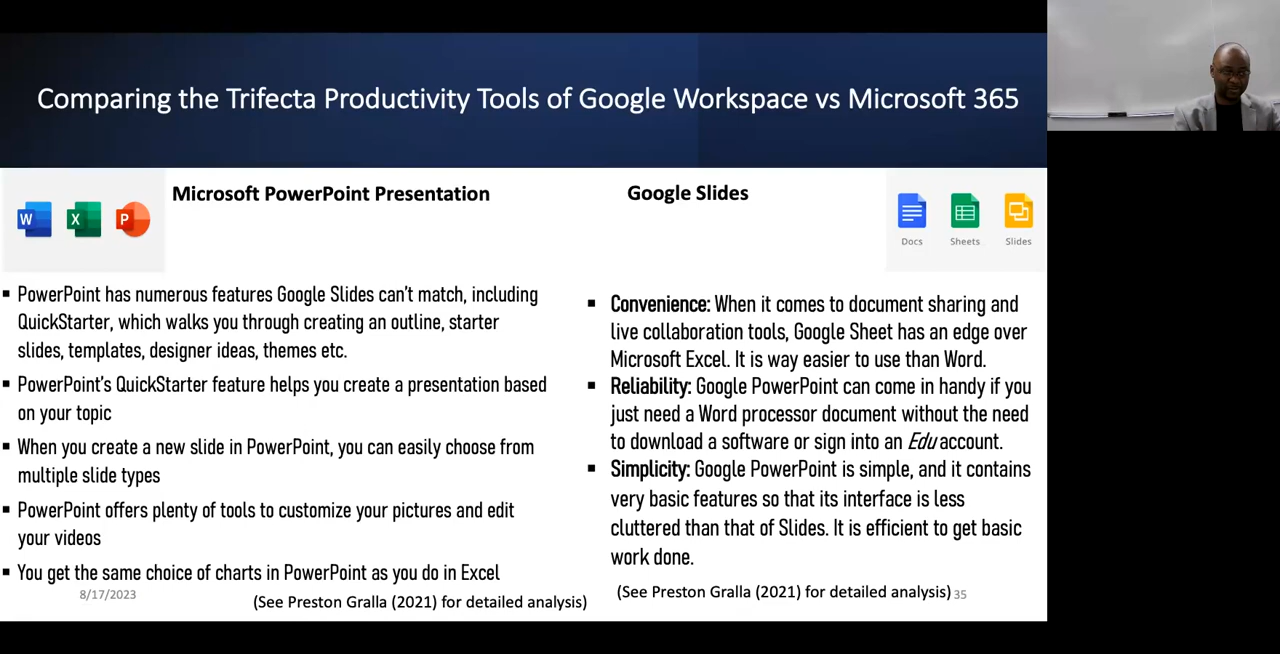 Comparing the Trifecta Productivity Tools of Google Workspace vs Microsoft 365
W X P
Microsoft PowerPoint Presentation
▪ PowerPoint has numerous features Google Slides can't match, including
QuickStarter, which walks you through creating an outline, starter
slides, templates, designer ideas, themes etc.
▪ PowerPoint's QuickStarter feature helps you create a presentation based
on your topic
▪ When you create a new slide in PowerPoint, you can easily choose from
multiple slide types
▪ PowerPoint offers plenty of tools to customize your pictures and edit
your videos
▪ You get the same choice of charts in PowerPoint as you do in Excel
8/17/2023
(See Preston Gralla (2021) for detailed analysis)
Google Slides
Docs Sheets Slides
▪ Convenience: When it comes to document sharing and
live collaboration tools, Google Sheet has an edge over
Microsoft Excel. It is way easier to use than Word.
▪ Reliability: Google PowerPoint can come in handy if you
just need a Word processor document without the need
to download a software or sign into an Edu account.
▪ Simplicity: Google PowerPoint is simple, and it contains
very basic features so that its interface is less
cluttered than that of Slides. It is efficient to get basic
work done.
(See Preston Gralla (2021) for detailed analysis) 35